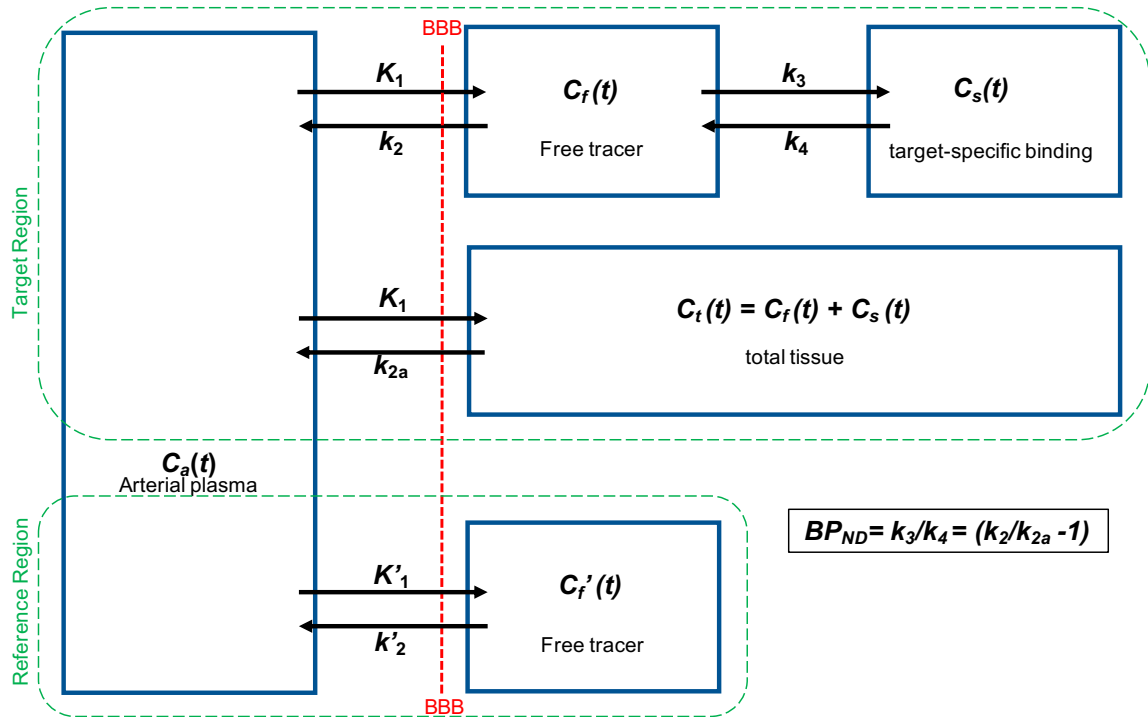 BBB
Target Region
K1
k2
Cf(t)
Free tracer
k3
k4
Cs(t)
target-specific binding
K1
k2a
Ct(t) = Cf(t) + Cs(t)
total tissue
Ca(t)
Arterial plasma
Reference Region
K'1
k'2
Cf'(t)
Free tracer
BPND= k3/k4 = (k2/k2a -1)
BBB